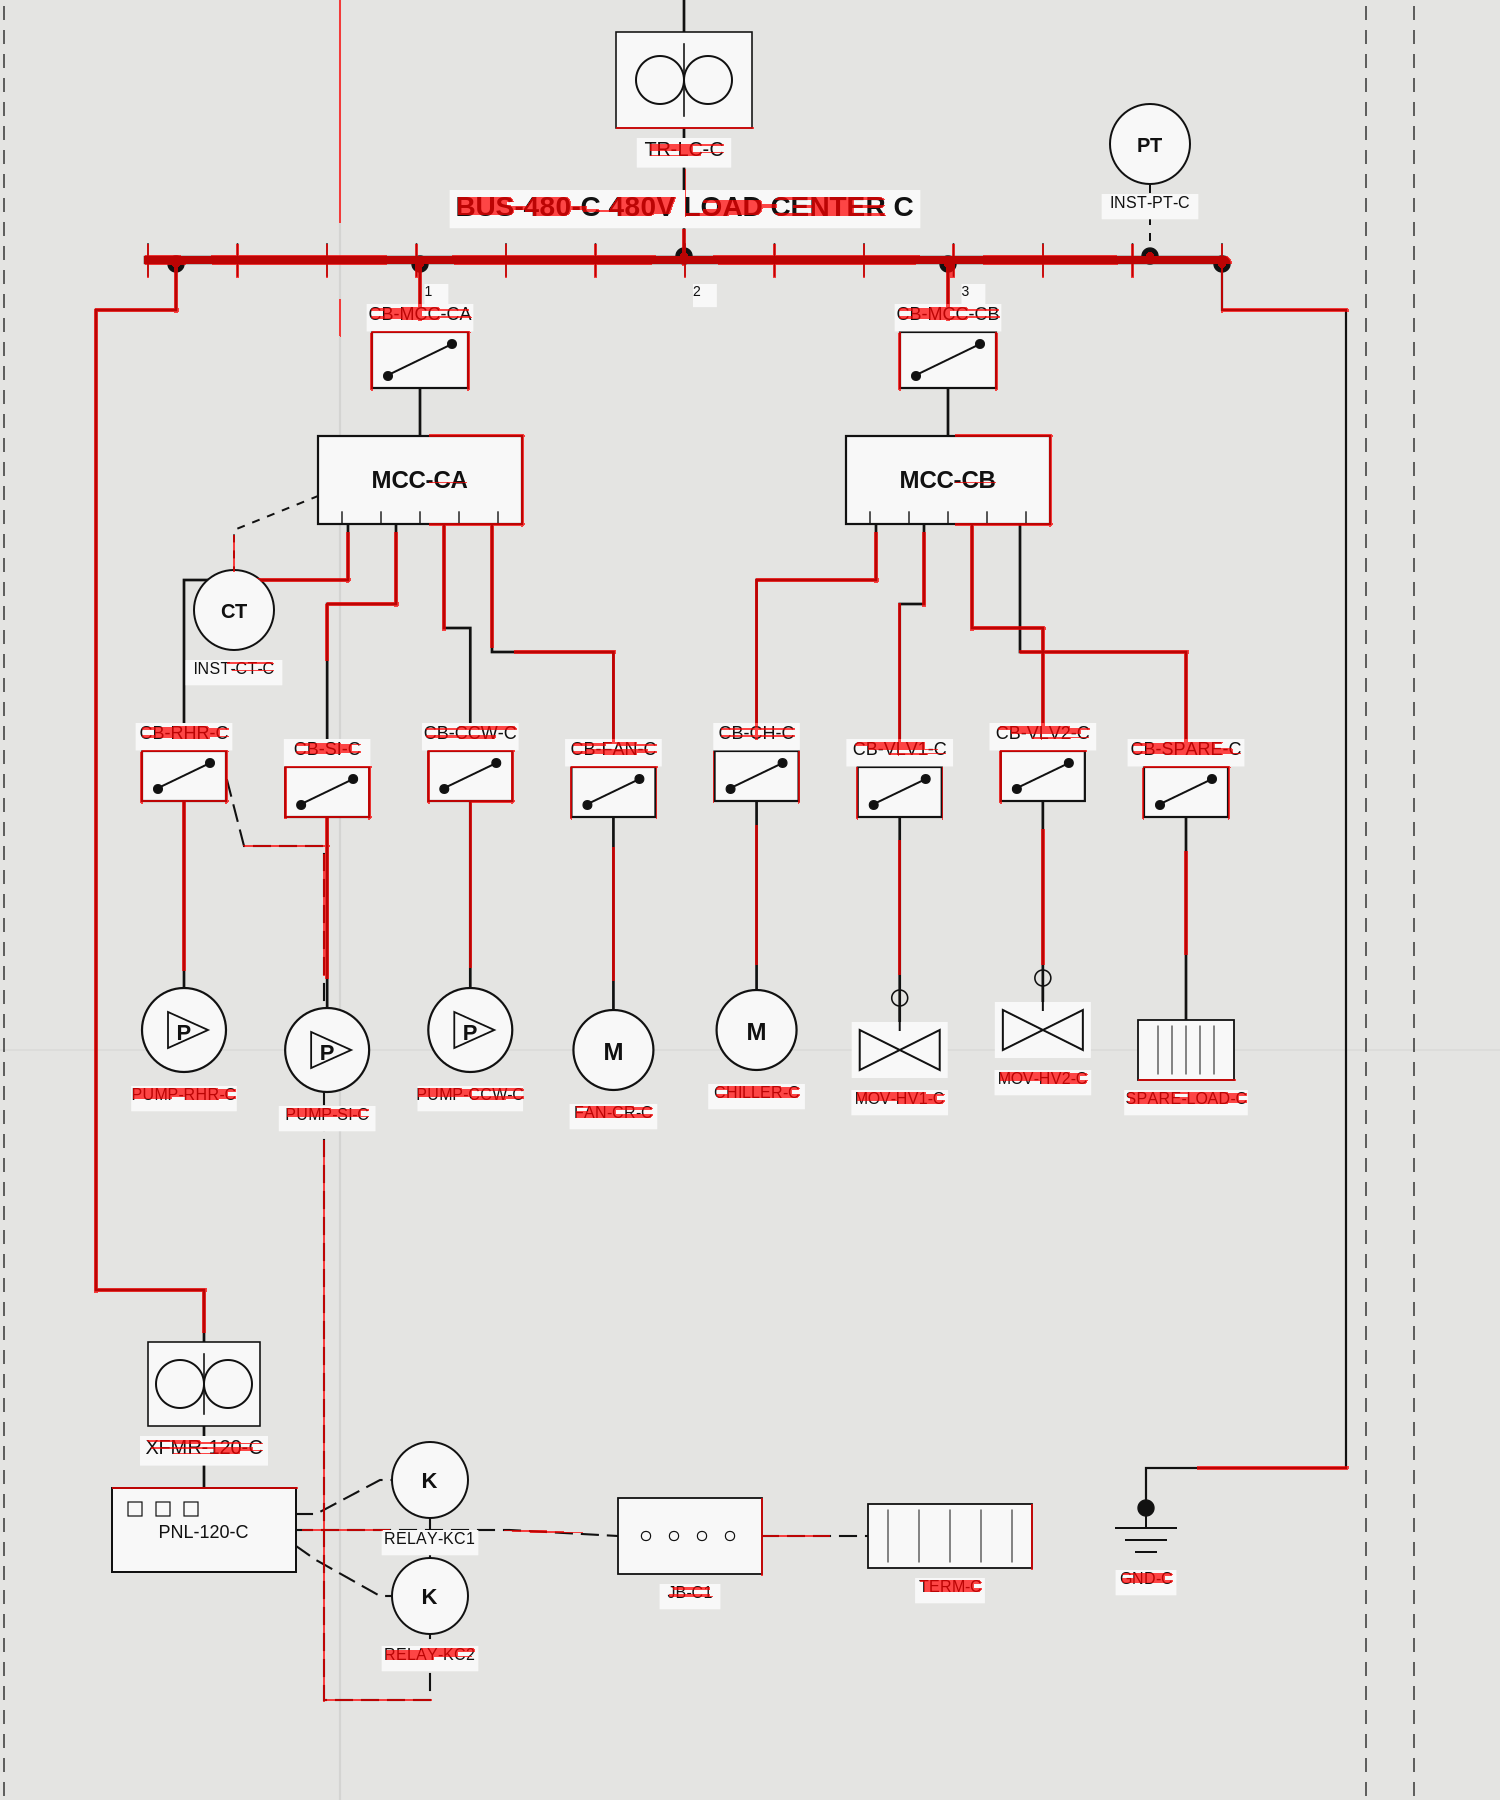 TR-LC-C
PT
INST-PT-C
BUS-480-C 480V LOAD CENTER C
1
2
3
CB-MCC-CA
CB-MCC-CB
MCC-CA
MCC-CB
CT
INST-CT-C
CB-RHR-C
CB-SI-C
CB-CCW-C
CB-FAN-C
CB-CH-C
CB-VLV1-C
CB-VLV2-C
CB-SPARE-C
P
P
P
M
M
PUMP-RHR-C
PUMP-SI-C
PUMP-CCW-C
FAN-CR-C
CHILLER-C
MOV-HV1-C
MOV-HV2-C
SPARE-LOAD-C
XFMR-120-C
PNL-120-C
K
RELAY-KC1
K
RELAY-KC2
JB-C1
TERM-C
GND-C